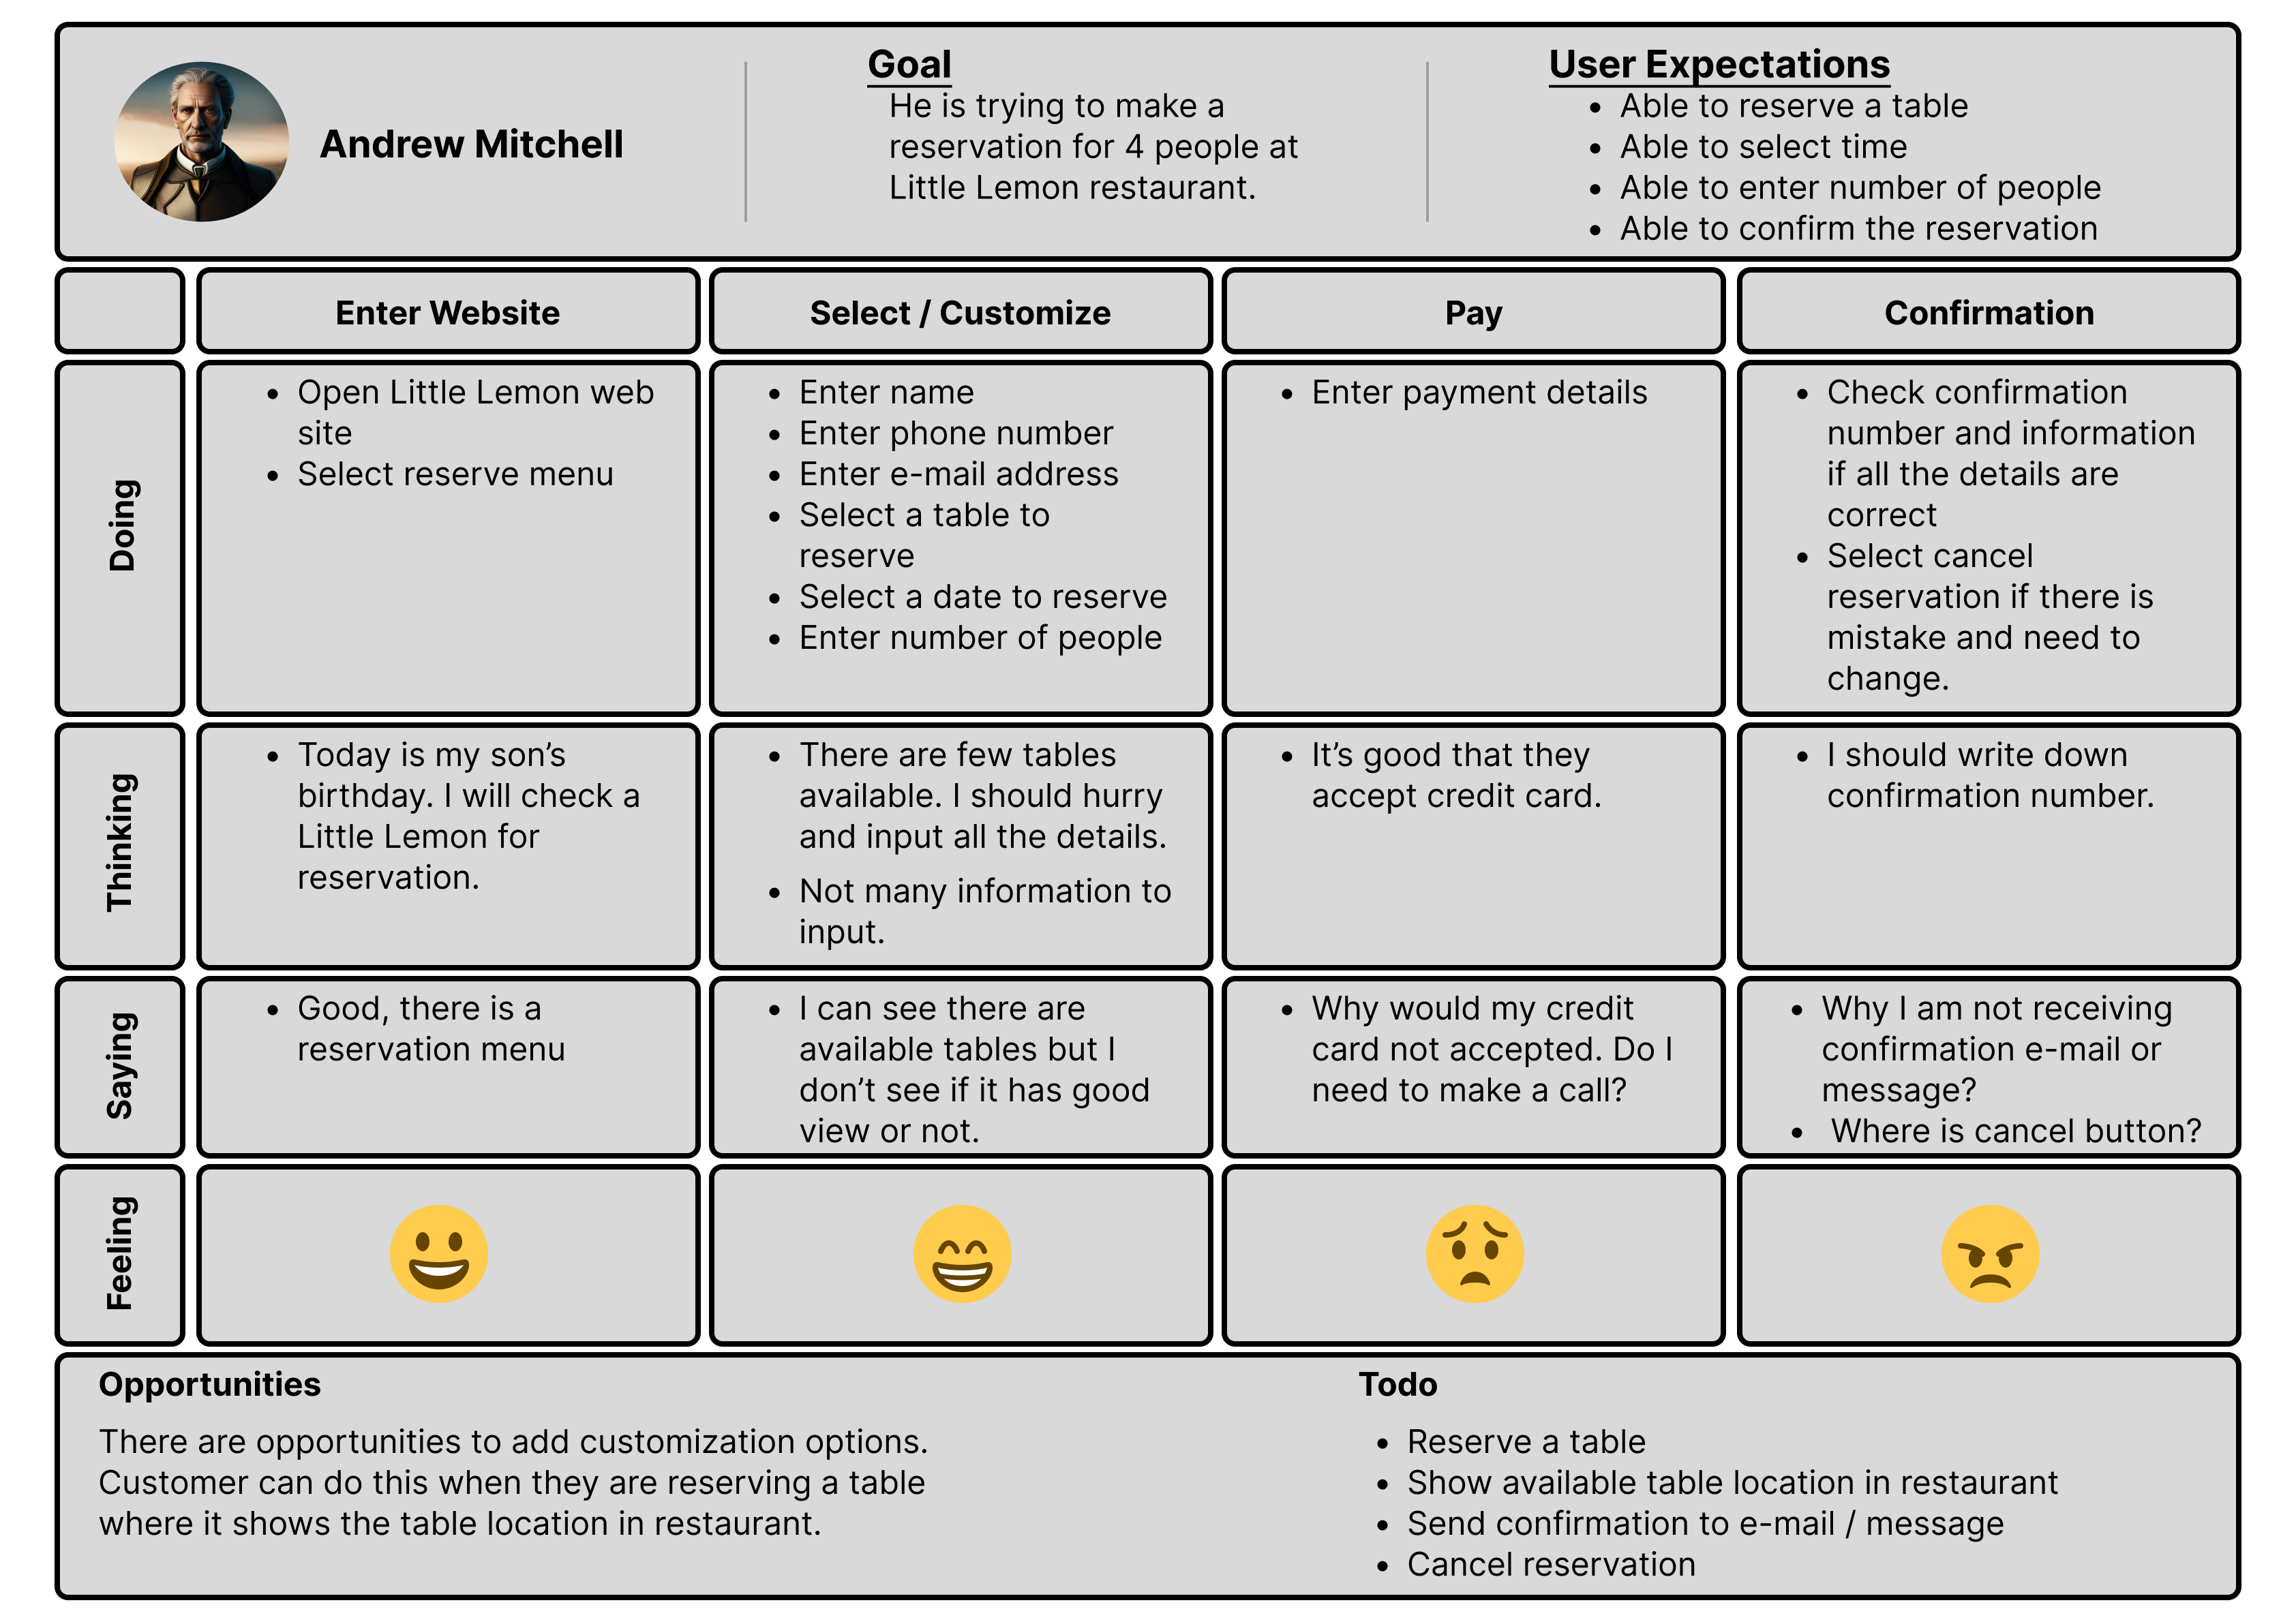 Andrew Mitchell
Goal
He is trying to make a
reservation for 4 people at
Little Lemon restaurant.
User Expectations
• Able to reserve a table
• Able to select time
• Able to enter number of people
• Able to confirm the reservation
Enter Website
Select / Customize
Pay
Confirmation
Doing
• Open Little Lemon web
site
• Select reserve menu
• Enter name
• Enter phone number
• Enter e-mail address
• Select a table to
reserve
• Select a date to reserve
• Enter number of people
• Enter payment details
• Check confirmation
number and information
if all the details are
correct
• Select cancel
reservation if there is
mistake and need to
change.
Thinking
• Today is my son’s
birthday. I will check a
Little Lemon for
reservation.
• There are few tables
available. I should hurry
and input all the details.
• Not many information to
input.
• It’s good that they
accept credit card.
• I should write down
confirmation number.
Saying
• Good, there is a
reservation menu
• I can see there are
available tables but I
don’t see if it has good
view or not.
• Why would my credit
card not accepted. Do I
need to make a call?
• Why I am not receiving
confirmation e-mail or
message?
• Where is cancel button?
Feeling
Opportunities
There are opportunities to add customization options.
Customer can do this when they are reserving a table
where it shows the table location in restaurant.
Todo
• Reserve a table
• Show available table location in restaurant
• Send confirmation to e-mail / message
• Cancel reservation